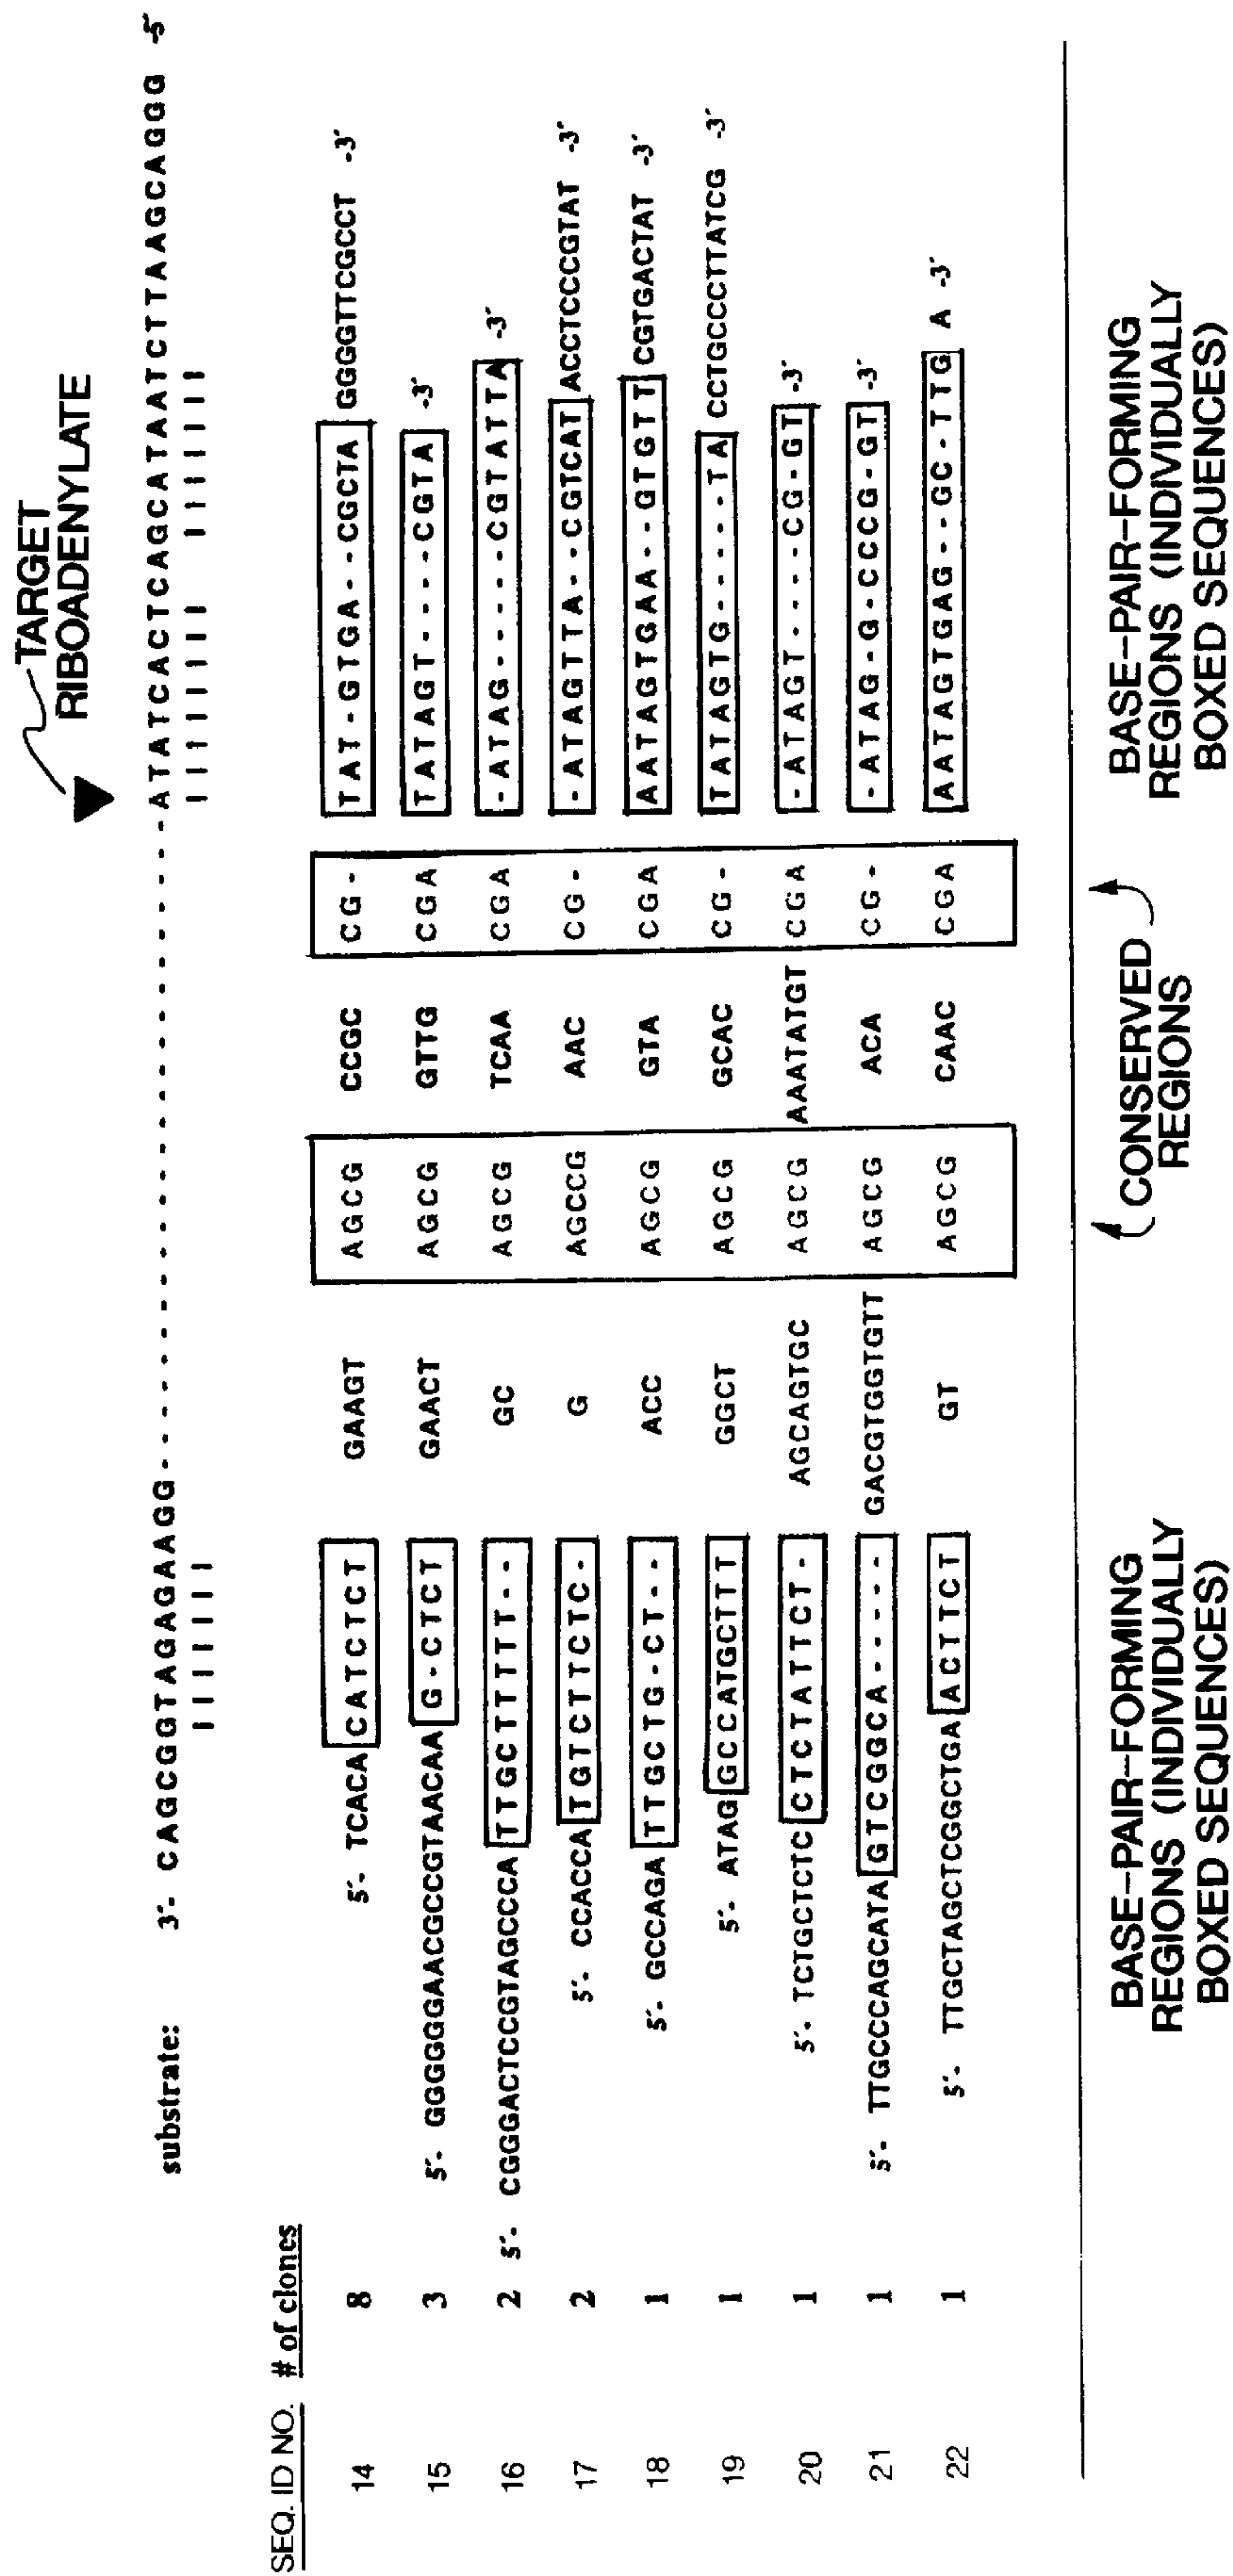 TARGET
RIBOADENYLATE
substrate: 3´- CAGCGGTAGAGAAGG-----------------------------ATATCACTCAGCATAATCTTAAGCAGGG -5´
SEQ. ID NO. # of clones
14 8 5´- TCACA CATCTCT GAAGT AGCG CCGC CG- TAT-GTGA--CGCTA GGGGTTCGCCT -3´
15 3 5´- GGGGGGAACGCCGTAACAA G-CTCT GAACT AGCG GTTG CGA TATAGT----CGTA -3´
16 2 5´- CGGGACTCCGTAGCCCA TTGCTTTTT-- GC AGCG TCAA CGA -ATAG-----CGTATTA -3´
17 2 5´- CCACCA TGTCTTCTC- G AGCCG AAC CG- -ATAGTTA--CGTCAT ACCTCCCGTAT -3´
18 1 5´- GCCAGA TTGCTG-CT-- ACC AGCG GTA CGA AATAGTGAA--GTGTT CGTGACTAT -3´
19 1 5´- ATAG GCCATGCTTT GGCT AGCG GCAC CG- TATAGTG-----TA CCTGCCCTTATCG -3´
20 1 5´- TCTGCTCTC CTCTATTCT- AGCAGTGC AGCG AAATATGT CGA -ATAGT----CG-GT -3´
21 1 5´- TTGCCCAGCATA GTCGGCA----- GACGTGGTGTT AGCG ACA CG- -ATAG-G-CCCG-GT -3´
22 1 5´- TTGCTAGCTCGGCTGA ACTTCT GT AGCG CAAC CGA AATAGTGAG--GC-TTG A -3´
BASE-PAIR-FORMING
REGIONS (INDIVIDUALLY
BOXED SEQUENCES)
CONSERVED
REGIONS
BASE-PAIR-FORMING
REGIONS (INDIVIDUALLY
BOXED SEQUENCES)